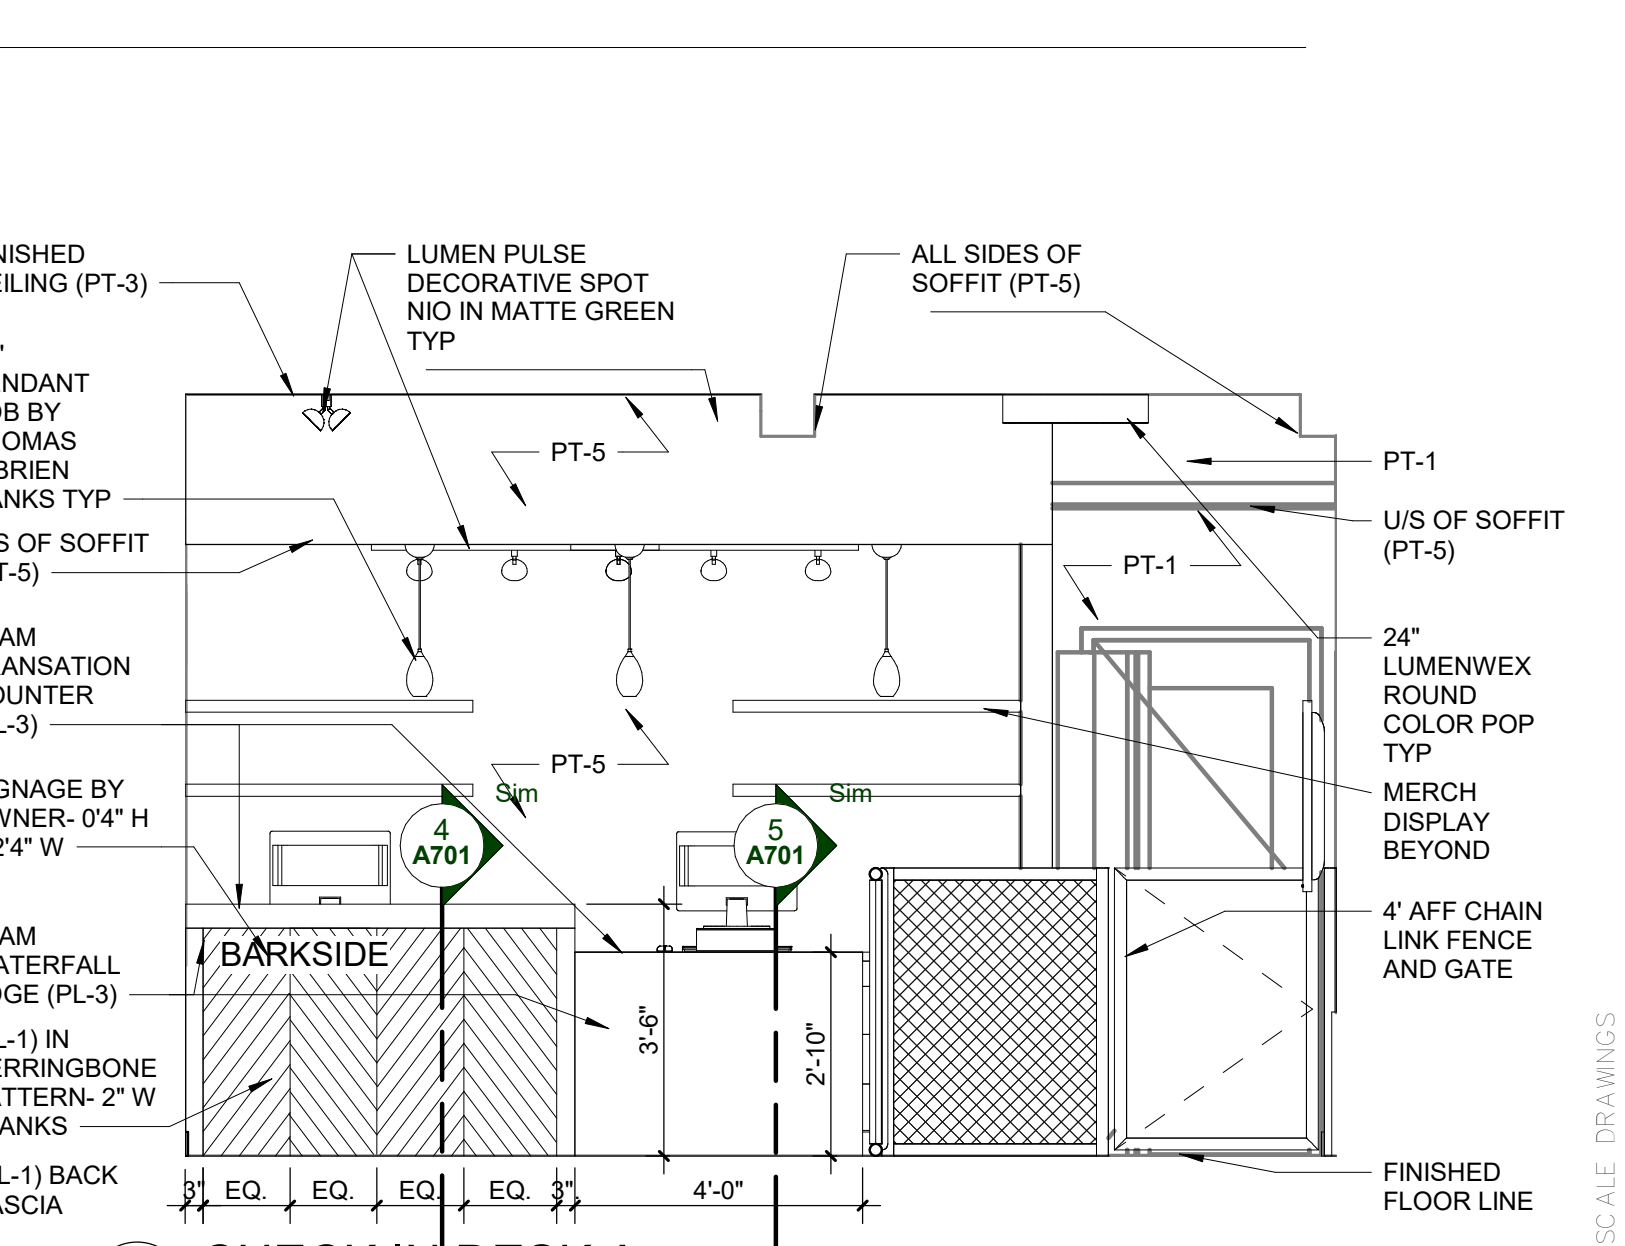 NISHED
EILING (PT-3)
LUMEN PULSE
DECORATIVE SPOT
NIO IN MATTE GREEN
TYP
ALL SIDES OF
SOFFIT (PT-5)
"
ENDANT
OB BY
OMAS
BRIEN
ANKS TYP
S OF SOFFIT
T-5)
AM
RANSATION
OUNTER
L-3)
GNAGE BY
WNER- 0'4" H
2'4" W
AM
ATERFALL
DGE (PL-3)
L-1) IN
ERRINGBONE
ATTERN- 2" W
ANKS
L-1) BACK
ASCIA
PT-5
PT-5
PT-1
Sim
4
A701
Sim
5
A701
BARKSIDE
3'-6"
2'-10"
3"
EQ.
EQ.
EQ.
EQ.
3"
4'-0"
PT-1
U/S OF SOFFIT
(PT-5)
24"
LUMENWEX
ROUND
COLOR POP
TYP
MERCH
DISPLAY
BEYOND
4' AFF CHAIN
LINK FENCE
AND GATE
FINISHED
FLOOR LINE
SCALE DRAWINGS
CHECK IN DESK A